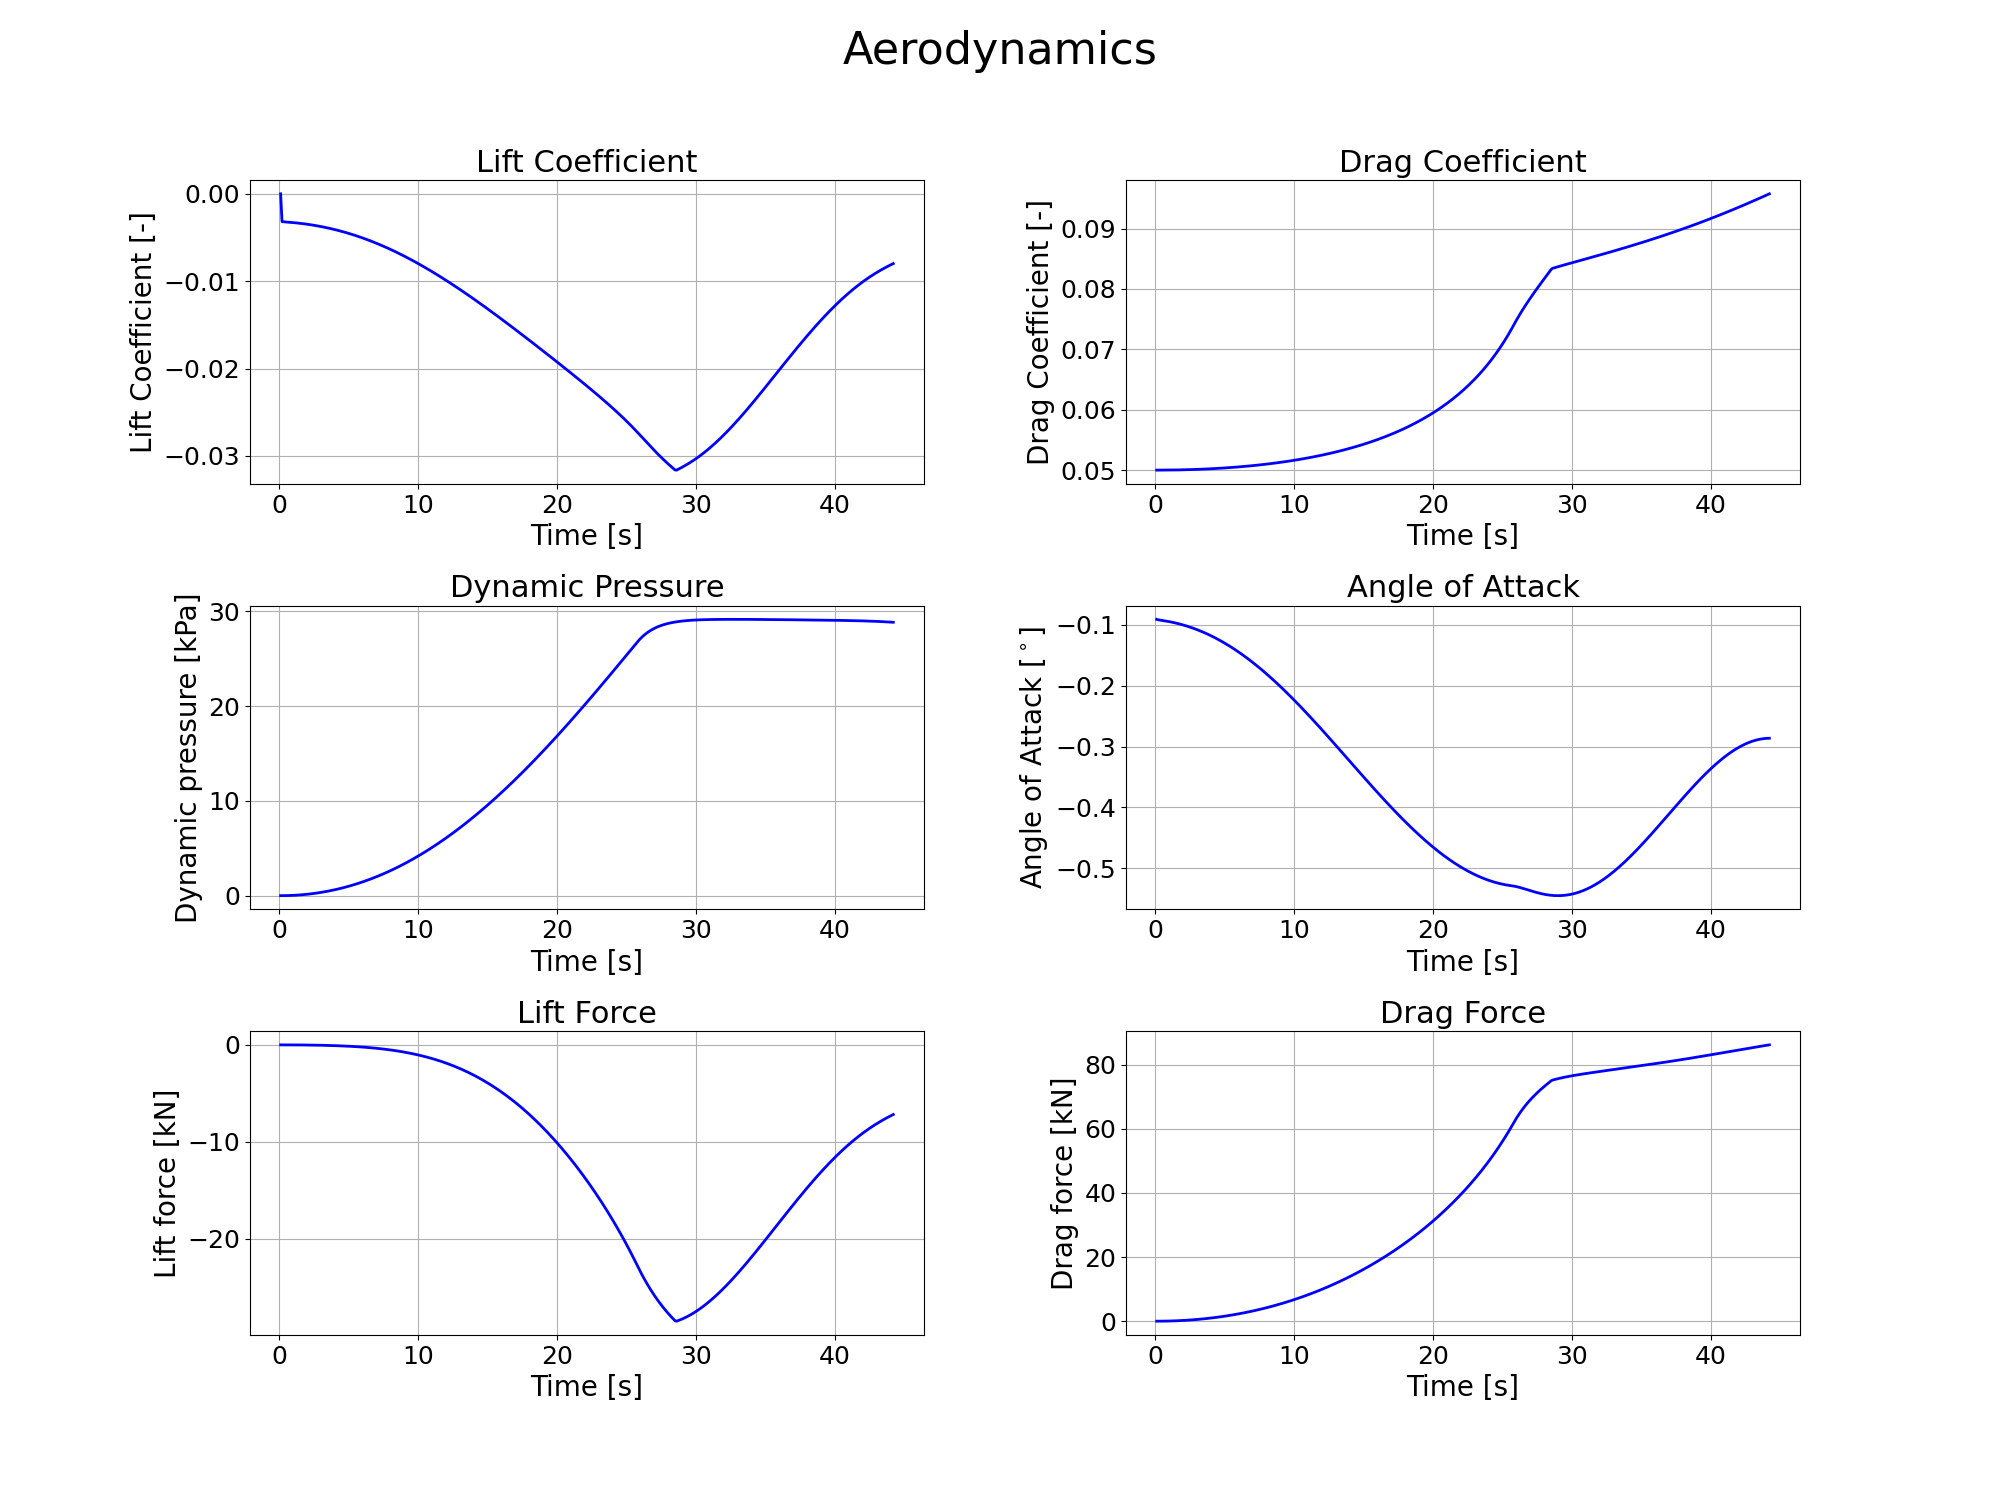 Aerodynamics
Lift Coefficient
Lift Coefficient [-]
0.00
−0.01
−0.02
−0.03
0 10 20 30 40
Time [s]
Drag Coefficient
Drag Coefficient [-]
0.09
0.08
0.07
0.06
0.05
0 10 20 30 40
Time [s]
Dynamic Pressure
Dynamic pressure [kPa]
30
20
10
0
0 10 20 30 40
Time [s]
Angle of Attack
Angle of Attack [°]
−0.1
−0.2
−0.3
−0.4
−0.5
0 10 20 30 40
Time [s]
Lift Force
Lift force [kN]
0
−10
−20
0 10 20 30 40
Time [s]
Drag Force
Drag force [kN]
80
60
40
20
0
0 10 20 30 40
Time [s]